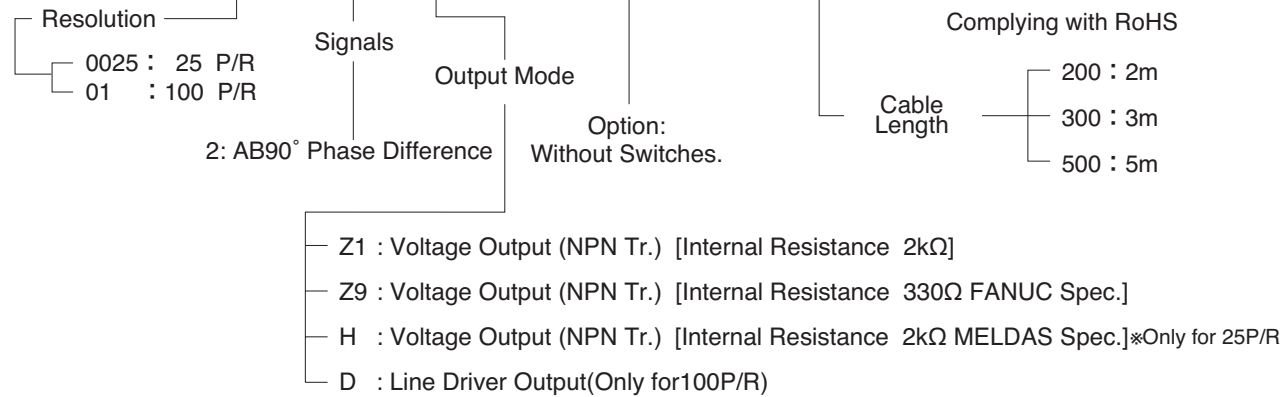 Resolution
0025 : 25 P/R
01 : 100 P/R
Signals
2: AB90° Phase Difference
Output Mode
Option:
Without Switches.
Complying with RoHS
Cable
Length
200 : 2m
300 : 3m
500 : 5m
Z1 : Voltage Output (NPN Tr.) [Internal Resistance 2kΩ]
Z9 : Voltage Output (NPN Tr.) [Internal Resistance 330Ω FANUC Spec.]
H : Voltage Output (NPN Tr.) [Internal Resistance 2kΩ MELDAS Spec.]※Only for 25P/R
D : Line Driver Output(Only for100P/R)